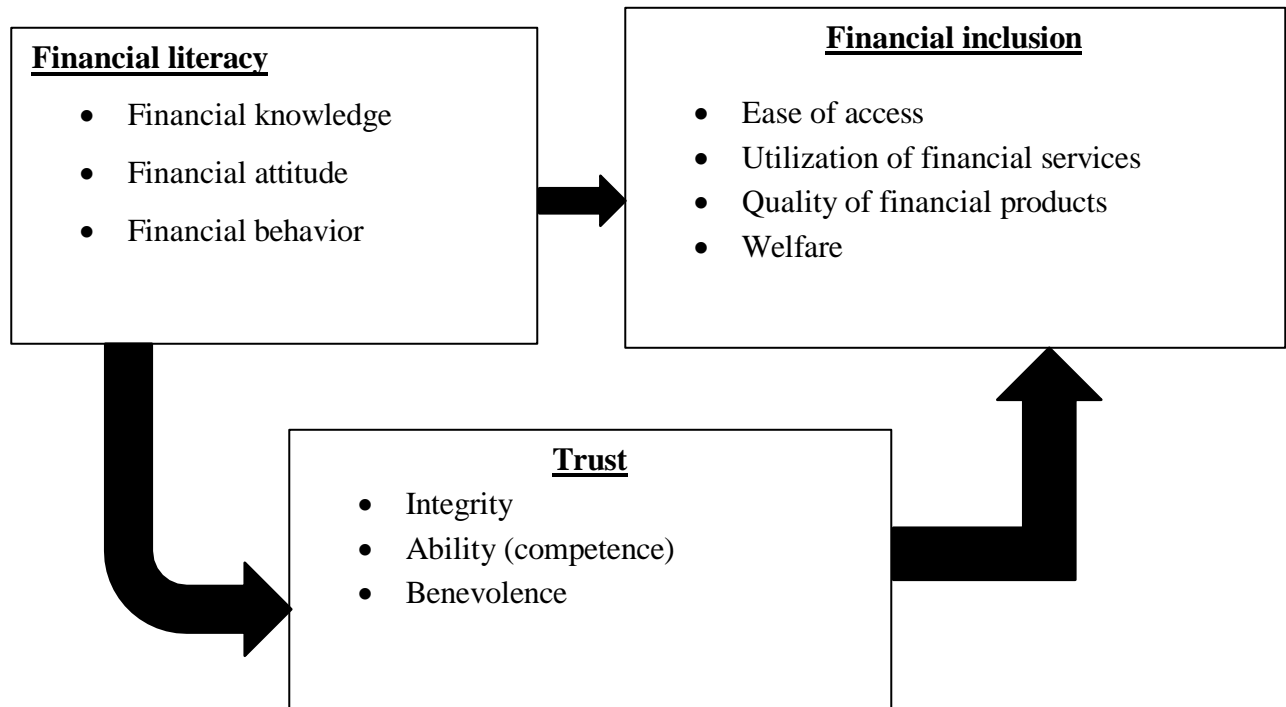 Financial literacy
• Financial knowledge
• Financial attitude
• Financial behavior
Financial inclusion
• Ease of access
• Utilization of financial services
• Quality of financial products
• Welfare
Trust
• Integrity
• Ability (competence)
• Benevolence